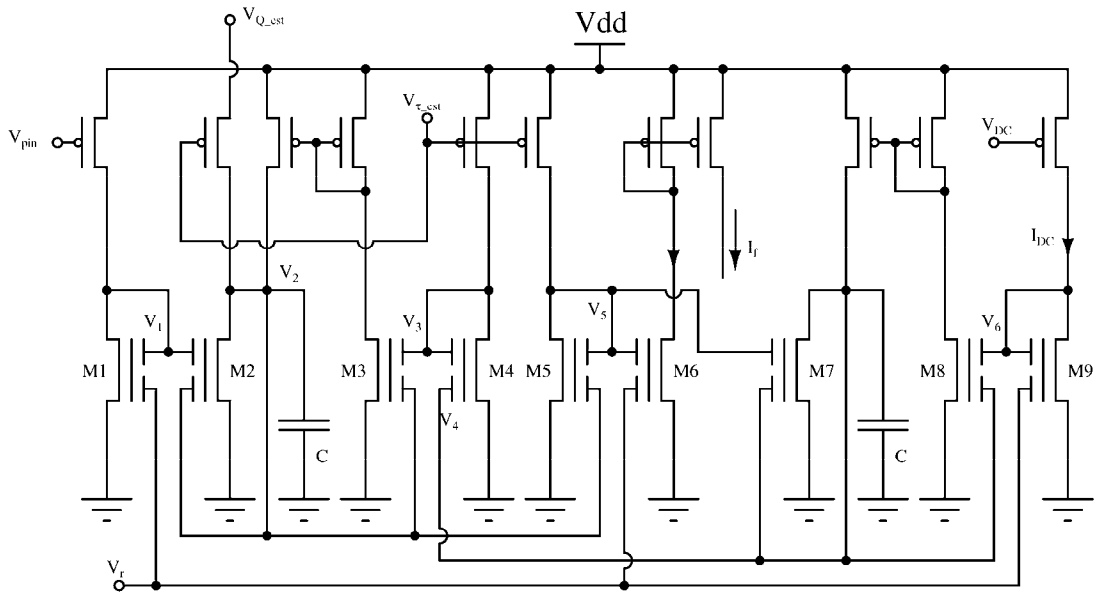 V_Q_est
Vdd
V_τ_est
V_pin
V_DC
I_f
I_DC
V_2
V_1
V_3
V_5
V_6
M1
M2
M3
M4
M5
M6
M7
M8
M9
V_4
C
C
V_r